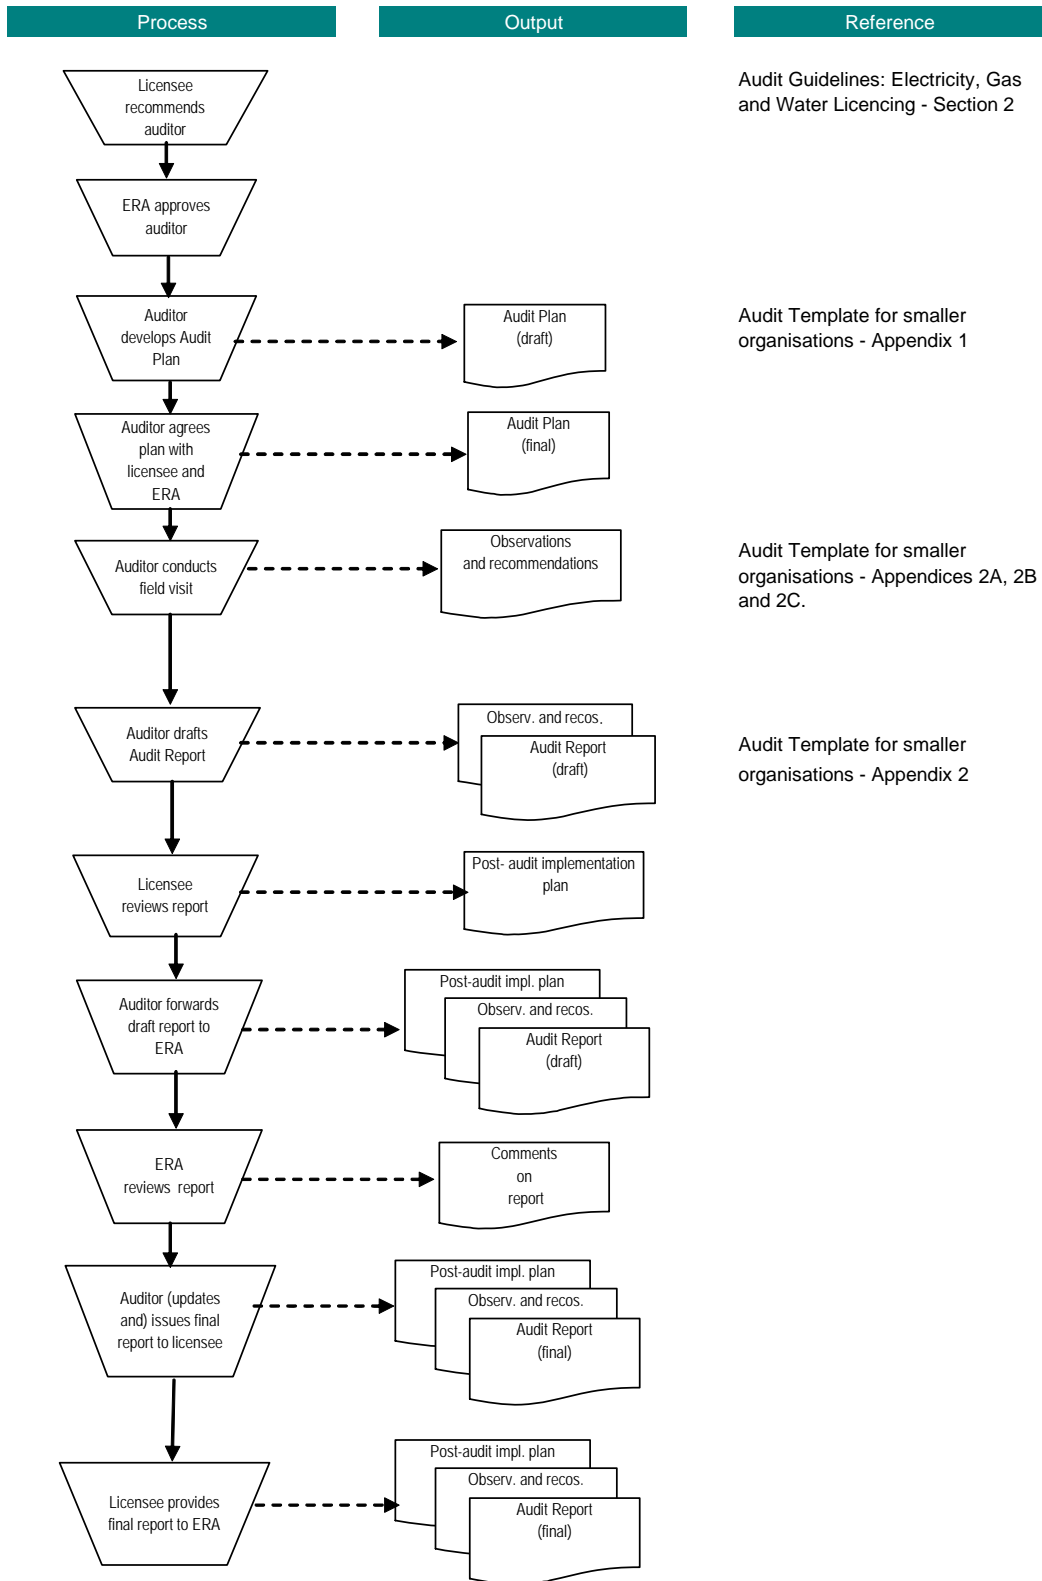 Process
Output
Reference
Licensee
recommends
auditor
Audit Guidelines: Electricity, Gas
and Water Licencing - Section 2
ERA approves
auditor
Auditor
develops Audit
Plan
Audit Plan
(draft)
Audit Template for smaller
organisations - Appendix 1
Auditor agrees
plan with
licensee and
ERA
Audit Plan
(final)
Auditor conducts
field visit
Observations
and recommendations
Audit Template for smaller
organisations - Appendices 2A, 2B
and 2C.
Auditor drafts
Audit Report
Observ. and recos.
Audit Report
(draft)
Audit Template for smaller
organisations - Appendix 2
Licensee
reviews report
Post- audit implementation
plan
Auditor forwards
draft report to
ERA
Post-audit impl. plan
Observ. and recos.
Audit Report
(draft)
ERA
reviews report
Comments
on
report
Auditor (updates
and) issues final
report to licensee
Post-audit impl. plan
Observ. and recos.
Audit Report
(final)
Licensee provides
final report to ERA
Post-audit impl. plan
Observ. and recos.
Audit Report
(final)